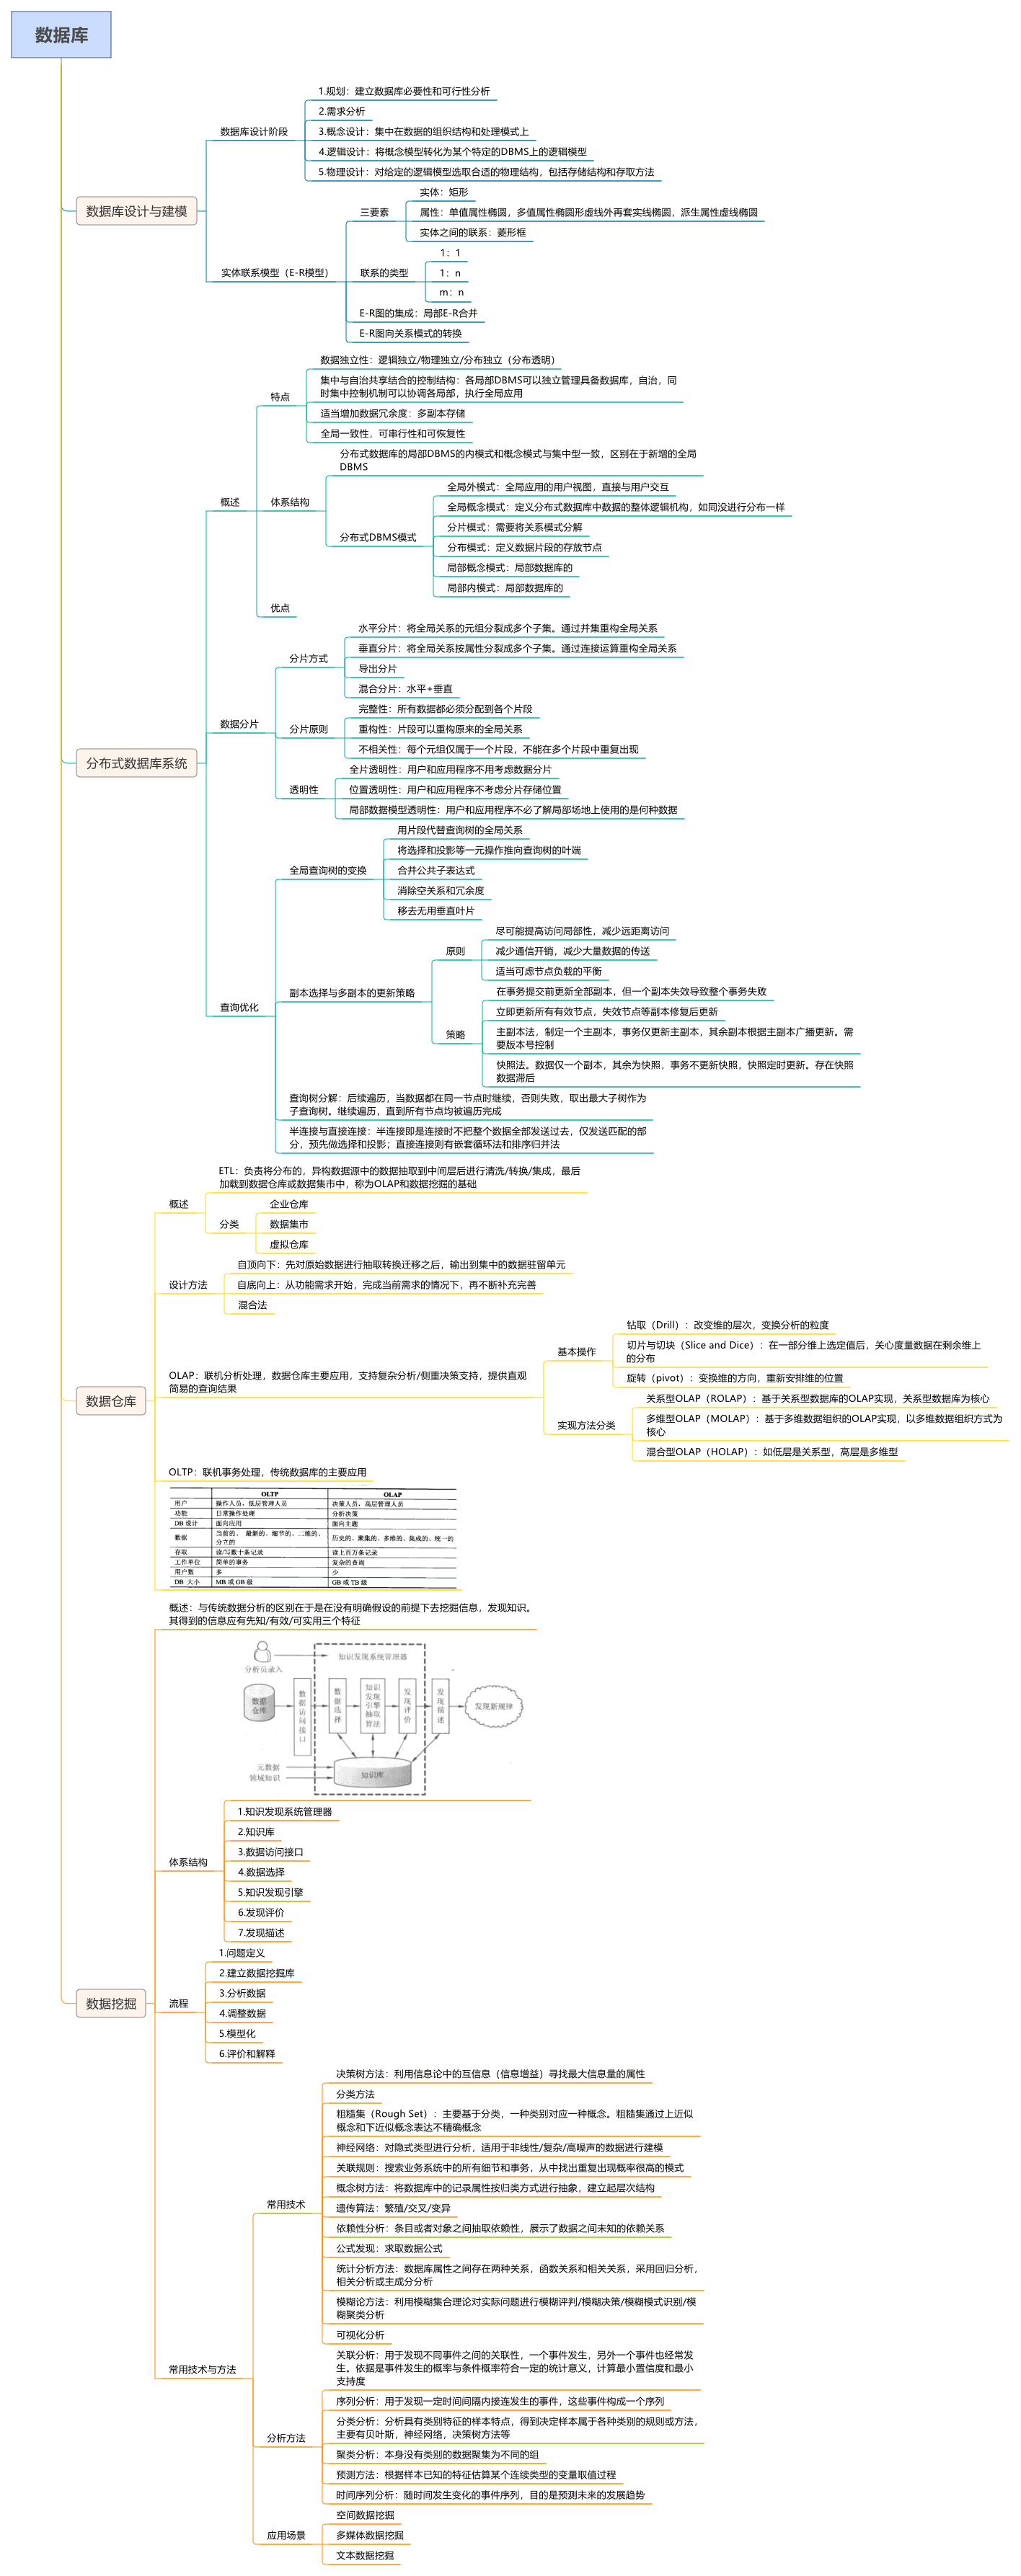 数据库
数据库设计与建模
数据库设计阶段
1.规划：建立数据库必要性和可行性分析
2.需求分析
3.概念设计：集中在数据的组织结构和处理模式上
4.逻辑设计：将概念模型转化为某个特定的DBMS上的逻辑模型
5.物理设计：对给定的逻辑模型选取合适的物理结构，包括存储结构和存取方法
实体联系模型（E-R模型）
三要素
实体：矩形
属性：单值属性椭圆，多值属性椭圆形虚线外再套实线椭圆，派生属性虚线椭圆
实体之间的联系：菱形框
联系的类型
1：1
1：n
m：n
E-R图的集成：局部E-R合并
E-R图向关系模式的转换
分布式数据库系统
概述
特点
数据独立性：逻辑独立/物理独立/分布独立（分布透明）
集中与自治共享结合的控制结构：各局部DBMS可以独立管理具备数据库，自治，同
时集中控制机制可以协调各局部，执行全局应用
适当增加数据冗余度：多副本存储
全局一致性，可串行性和可恢复性
体系结构
分布式数据库的局部DBMS的内模式和概念模式与集中型一致，区别在于新增的全局
DBMS
分布式DBMS模式
全局外模式：全局应用的用户视图，直接与用户交互
全局概念模式：定义分布式数据库中数据的整体逻辑机构，如同没进行分布一样
分片模式：需要将关系模式分解
分布模式：定义数据片段的存放节点
局部概念模式：局部数据库的
局部内模式：局部数据库的
优点
数据分片
分片方式
水平分片：将全局关系的元组分裂成多个子集。通过并集重构全局关系
垂直分片：将全局关系按属性分裂成多个子集。通过连接运算重构全局关系
导出分片
混合分片：水平+垂直
分片原则
完整性：所有数据都必须分配到各个片段
重构性：片段可以重构原来的全局关系
不相关性：每个元组仅属于一个片段，不能在多个片段中重复出现
透明性
全片透明性：用户和应用程序不用考虑数据分片
位置透明性：用户和应用程序不考虑分片存储位置
局部数据模型透明性：用户和应用程序不必了解局部场地上使用的是何种数据
查询优化
全局查询树的变换
用片段代替查询树的全局关系
将选择和投影等一元操作推向查询树的叶端
合并公共子表达式
消除空关系和冗余度
移去无用垂直叶片
副本选择与多副本的更新策略
原则
尽可能提高访问局部性，减少远距离访问
减少通信开销，减少大量数据的传送
适当可虑节点负载的平衡
策略
在事务提交前更新全部副本，但一个副本失效导致整个事务失败
立即更新所有有效节点，失效节点等副本修复后更新
主副本法，制定一个主副本，事务仅更新主副本，其余副本根据主副本广播更新。需
要版本号控制
快照法。数据仅一个副本，其余为快照，事务不更新快照，快照定时更新。存在快照
数据滞后
查询树分解：后续遍历，当数据都在同一节点时继续，否则失败，取出最大子树作为
子查询树。继续遍历，直到所有节点均被遍历完成
半连接与直接连接：半连接即是连接时不把整个数据全部发送过去，仅发送匹配的部
分，预先做选择和投影；直接连接则有嵌套循环法和排序归并法
数据仓库
概述
ETL：负责将分布的，异构数据源中的数据抽取到中间层后进行清洗/转换/集成，最后
加载到数据仓库或数据集市中，称为OLAP和数据挖掘的基础
分类
企业仓库
数据集市
虚拟仓库
设计方法
自顶向下：先对原始数据进行抽取转换迁移之后，输出到集中的数据驻留单元
自底向上：从功能需求开始，完成当前需求的情况下，再不断补充完善
混合法
OLAP：联机分析处理，数据仓库主要应用，支持复杂分析/侧重决策支持，提供直观
简易的查询结果
基本操作
钻取（Drill）：改变维的层次，变换分析的粒度
切片与切块（Slice and Dice）：在一部分维上选定值后，关心度量数据在剩余维上
的分布
旋转（pivot）：变换维的方向，重新安排维的位置
实现方法分类
关系型OLAP（ROLAP）：基于关系型数据库的OLAP实现，关系型数据库为核心
多维型OLAP（MOLAP）：基于多维数据组织的OLAP实现，以多维数据组织方式为
核心
混合型OLAP（HOLAP）：如低层是关系型，高层是多维型
OLTP：联机事务处理，传统数据库的主要应用
OLTP OLAP
用户 操作人员，低层管理人员 决策人员，高层管理人员
功能 日常操作处理 分析决策
DB 设计 面向应用 面向主题
数据 当前的、最新的、细节的、二维的、 历史的、聚集的、多维的、集成的、统一的
分立的
存取 读/写数十条记录 读上百万条记录
工作单位 简单的事务 复杂的查询
用户数 多 少
DB 大小 MB 或 GB 级 GB 或 TB 级
数据挖掘
概述：与传统数据分析的区别在于是在没有明确假设的前提下去挖掘信息，发现知识。
其得到的信息应有先知/有效/可实用三个特征
体系结构
分析员录入
知识发现系统管理器
数据
仓库
数据访问接口
数据选择
知识
发现
引擎
抽取
算法
发现评价
发现描述
发现新规律
元数据
领域知识
知识库
1.知识发现系统管理器
2.知识库
3.数据访问接口
4.数据选择
5.知识发现引擎
6.发现评价
7.发现描述
流程
1.问题定义
2.建立数据挖掘库
3.分析数据
4.调整数据
5.模型化
6.评价和解释
常用技术与方法
常用技术
决策树方法：利用信息论中的互信息（信息增益）寻找最大信息量的属性
分类方法
粗糙集（Rough Set）：主要基于分类，一种类别对应一种概念。粗糙集通过上近似
概念和下近似概念表达不精确概念
神经网络：对隐式类型进行分析，适用于非线性/复杂/高噪声的数据进行建模
关联规则：搜索业务系统中的所有细节和事务，从中找出重复出现概率很高的模式
概念树方法：将数据库中的记录属性按归类方式进行抽象，建立起层次结构
遗传算法：繁殖/交叉/变异
依赖性分析：条目或者对象之间抽取依赖性，展示了数据之间未知的依赖关系
公式发现：求取数据公式
统计分析方法：数据库属性之间存在两种关系，函数关系和相关关系，采用回归分析，
相关分析或主成分分析
模糊论方法：利用模糊集合理论对实际问题进行模糊评判/模糊决策/模糊模式识别/模
糊聚类分析
可视化分析
分析方法
关联分析：用于发现不同事件之间的关联性，一个事件发生，另外一个事件也经常发
生。依据是事件发生的概率与条件概率符合一定的统计意义，计算最小置信度和最小
支持度
序列分析：用于发现一定时间间隔内接连发生的事件，这些事件构成一个序列
分类分析：分析具有类别特征的样本特点，得到决定样本属于各种类别的规则或方法，
主要有贝叶斯，神经网络，决策树方法等
聚类分析：本身没有类别的数据聚集为不同的组
预测方法：根据样本已知的特征估算某个连续类型的变量取值过程
时间序列分析：随时间发生变化的事件序列，目的是预测未来的发展趋势
应用场景
空间数据挖掘
多媒体数据挖掘
文本数据挖掘